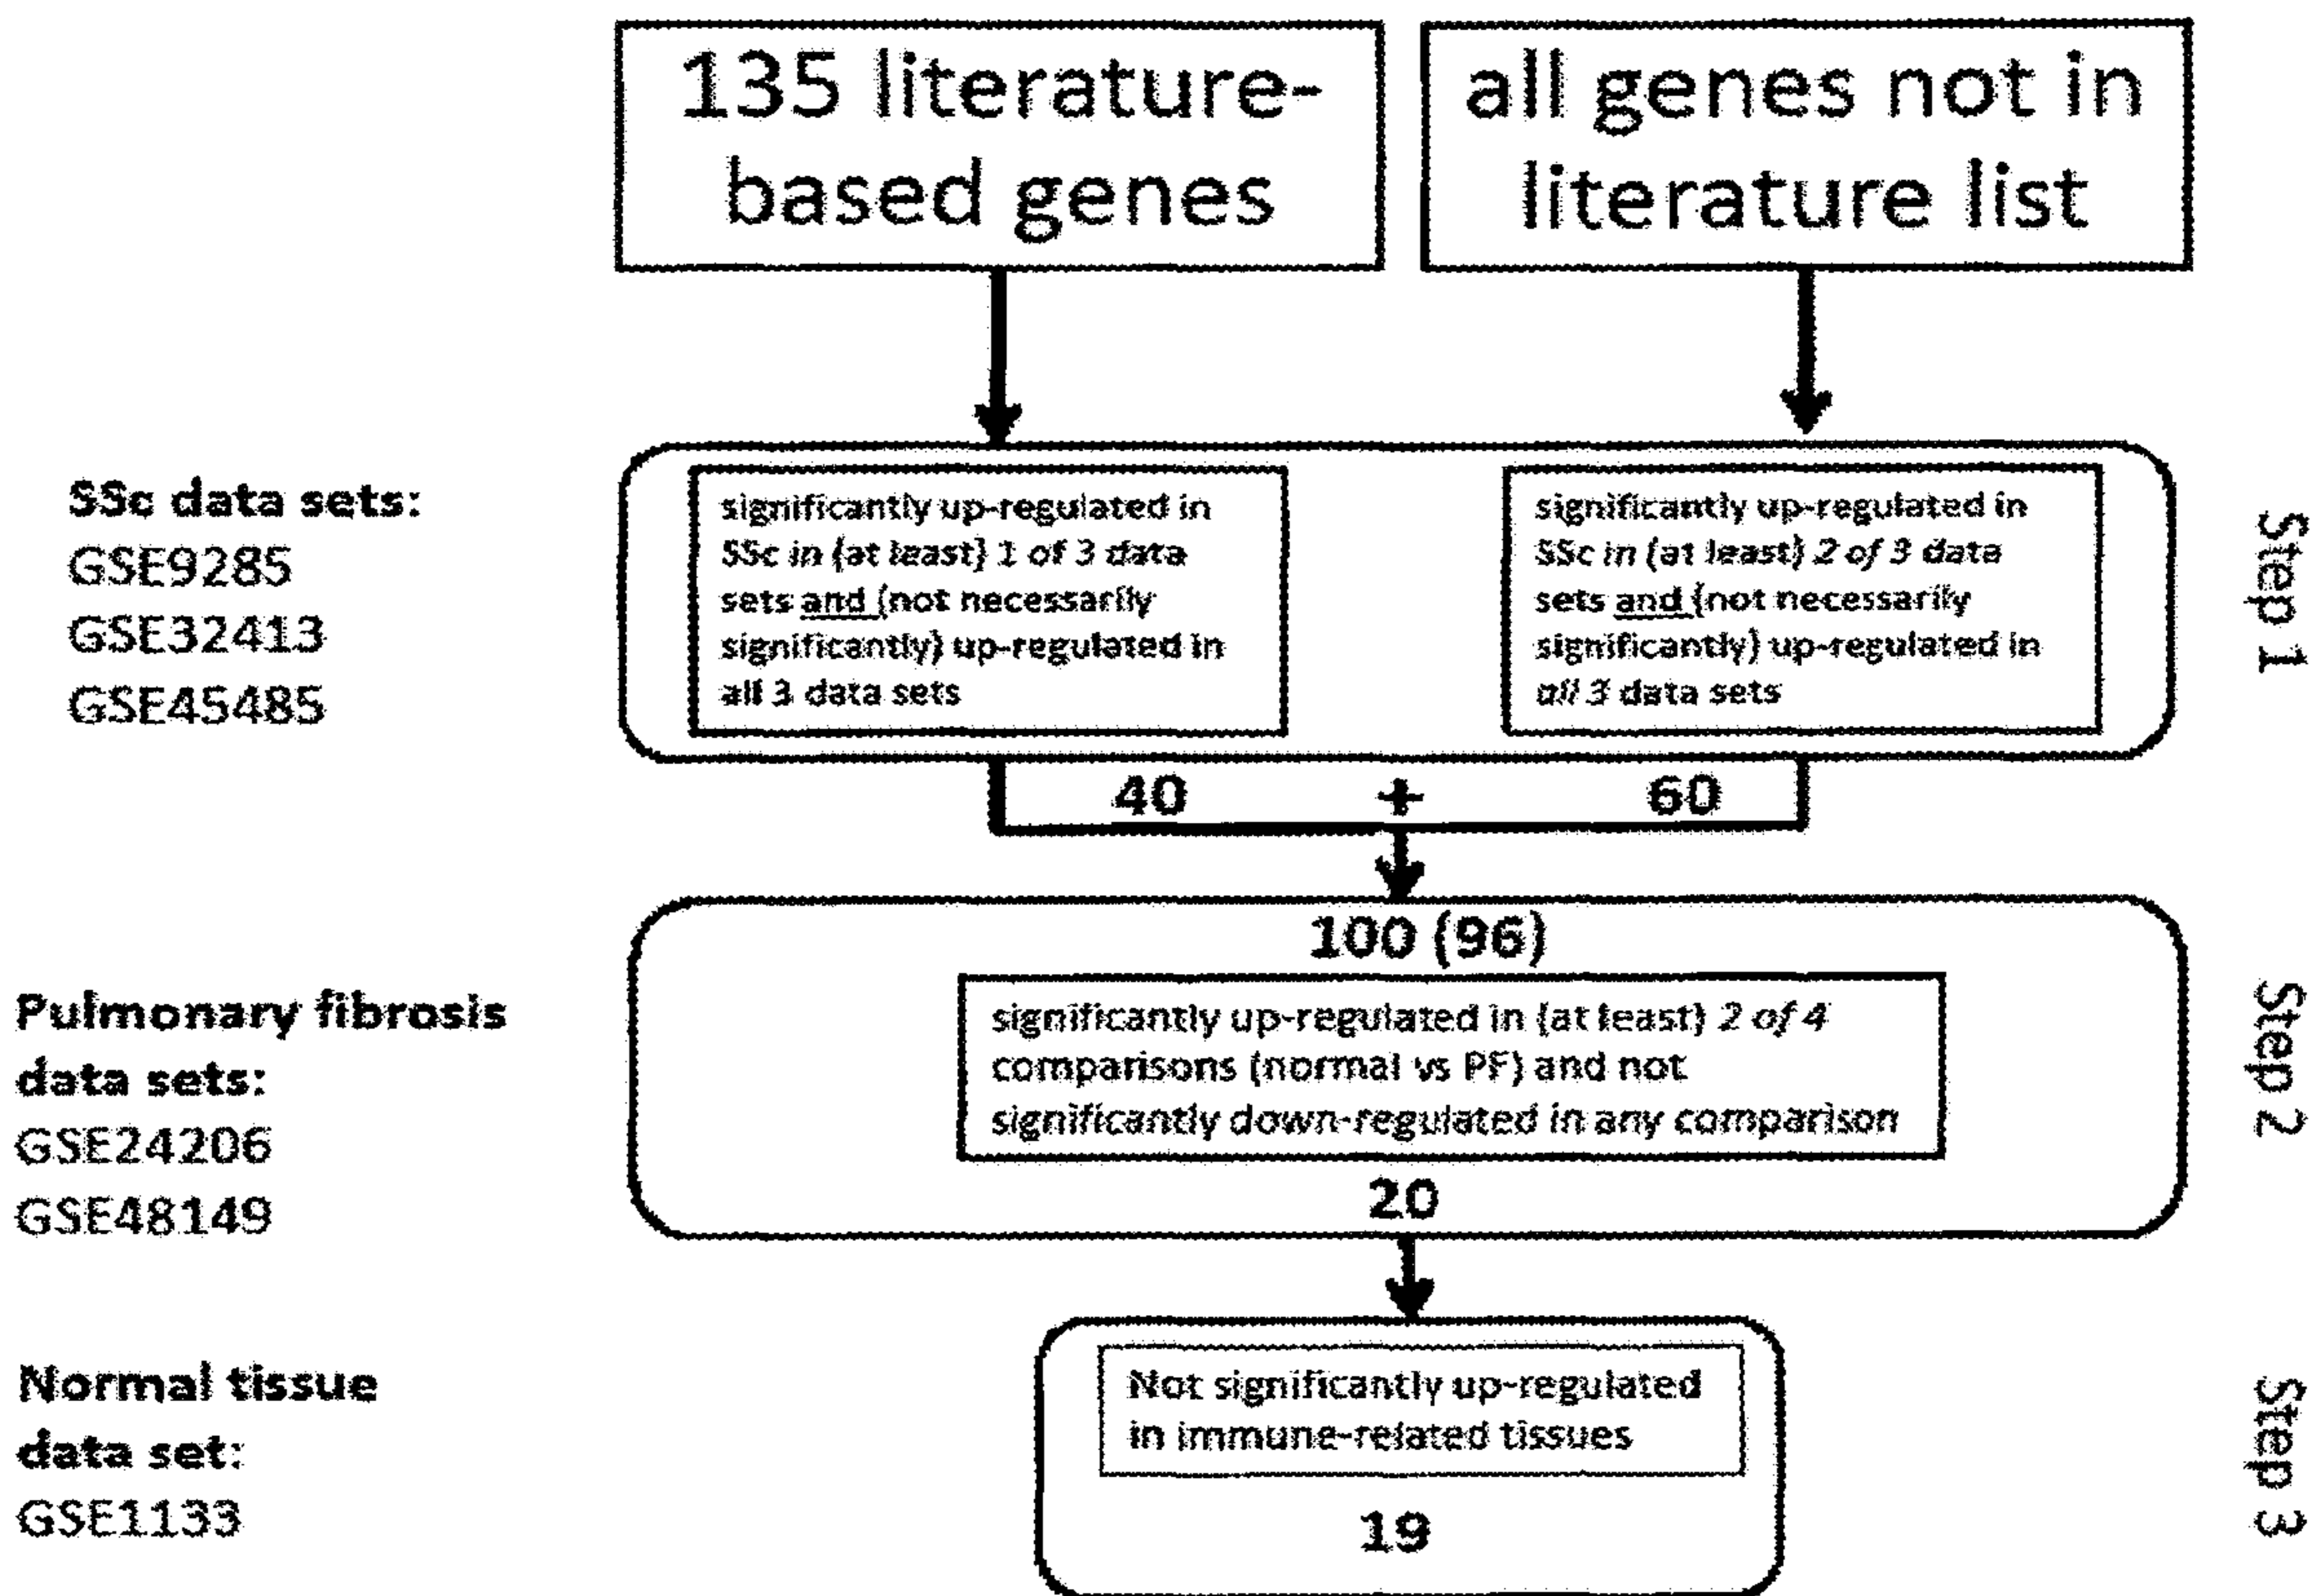 135 literature-
based genes
all genes not in
literature list
SSc data sets:
GSE9285
GSE32413
GSE45485
significantly up-regulated in
SSc in (at least) 1 of 3 data
sets and (not necessarily
significantly) up-regulated in
all 3 data sets
significantly up-regulated in
SSc in (at least) 2 of 3 data
sets and (not necessarily
significantly) up-regulated in
all 3 data sets
Step 1
40 + 60
Pulmonary fibrosis
data sets:
GSE24206
GSE48149
100 (96)
significantly up-regulated in (at least) 2 of 4
comparisons (normal vs PF) and not
significantly down-regulated in any comparison
20
Step 2
Normal tissue
data set:
GSE1133
Not significantly up-regulated
in immune-related tissues
19
Step 3